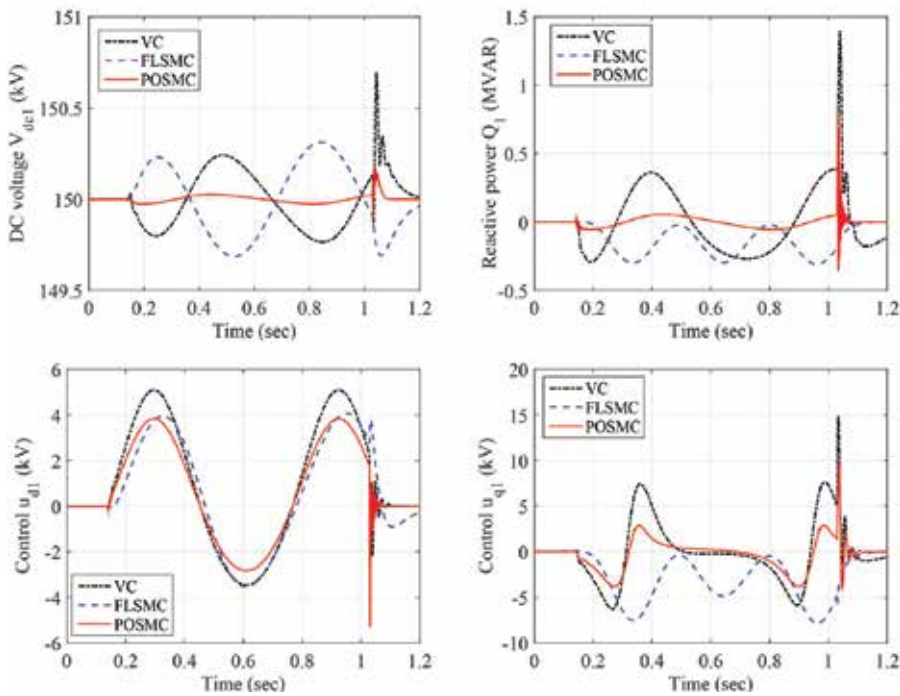 151
150.5
150
149.5
DC voltage Vdc1 (kV)
VC
FLSMC
POSMC
0 0.2 0.4 0.6 0.8 1 1.2
Time (sec)
1.5
1
0.5
0
-0.5
Reactive power Q1 (MVAR)
VC
FLSMC
POSMC
0 0.2 0.4 0.6 0.8 1 1.2
Time (sec)
6
4
2
0
-2
-4
-6
Control ud1 (kV)
VC
FLSMC
POSMC
0 0.2 0.4 0.6 0.8 1 1.2
Time (sec)
20
15
10
5
0
-5
-10
Control uq1 (kV)
VC
FLSMC
POSMC
0 0.2 0.4 0.6 0.8 1 1.2
Time (sec)